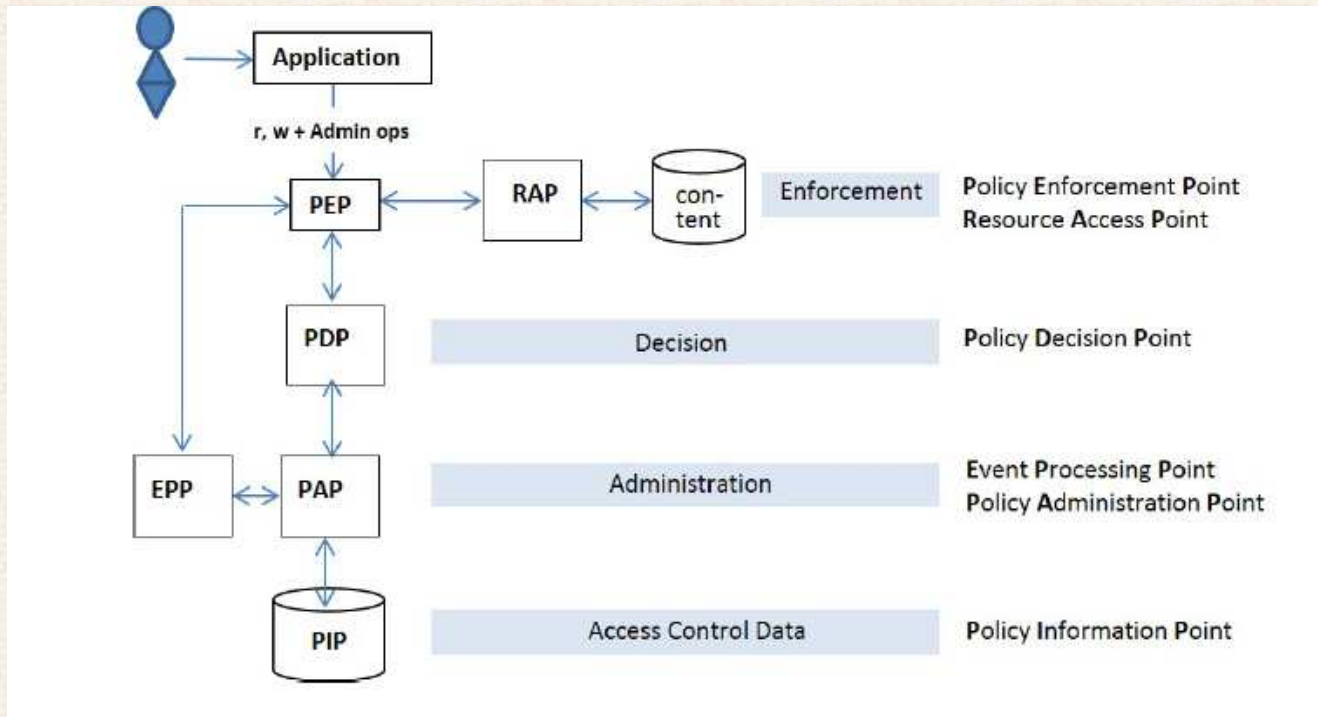 Application
r, w + Admin ops
PEP
RAP
con-
tent
Enforcement
Policy Enforcement Point
Resource Access Point
PDP
Decision
Policy Decision Point
EPP
PAP
Administration
Event Processing Point
Policy Administration Point
PIP
Access Control Data
Policy Information Point